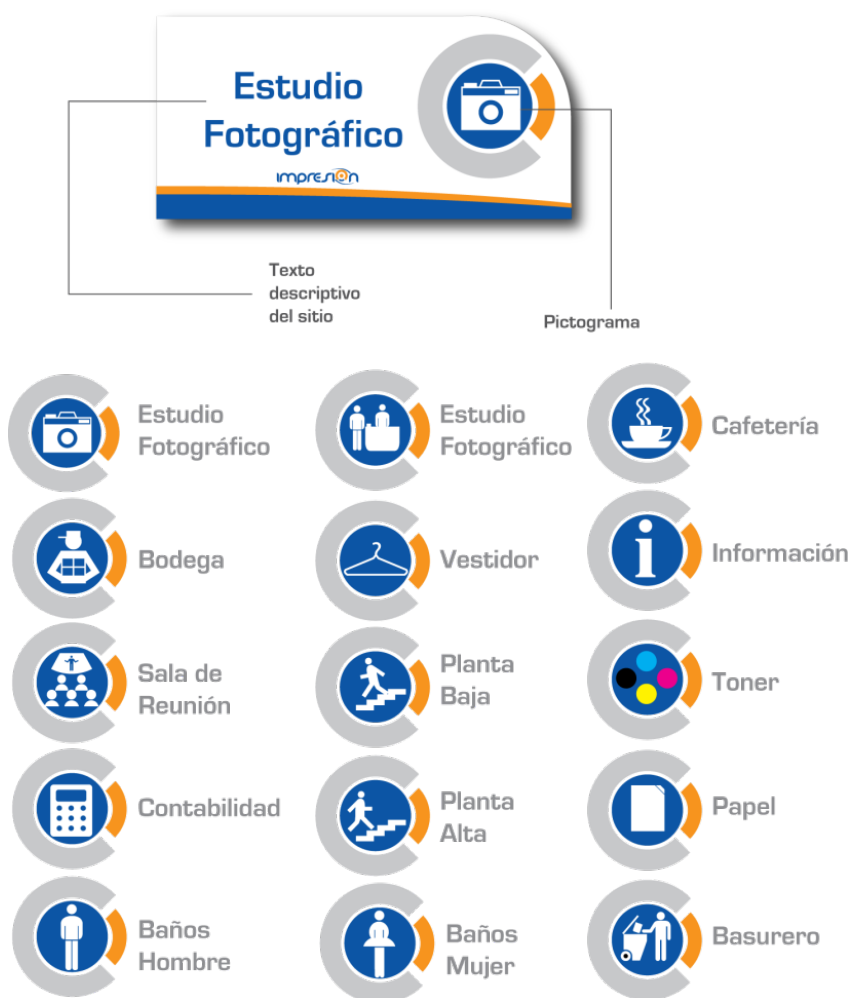 Estudio
Fotográfico
impresión
Texto
descriptivo
del sitio
Pictograma
Estudio
Fotográfico
Estudio
Fotográfico
Cafetería
Bodega
Vestidor
Información
Sala de
Reunión
Planta
Baja
Toner
Contabilidad
Planta
Alta
Papel
Baños
Hombre
Baños
Mujer
Basurero